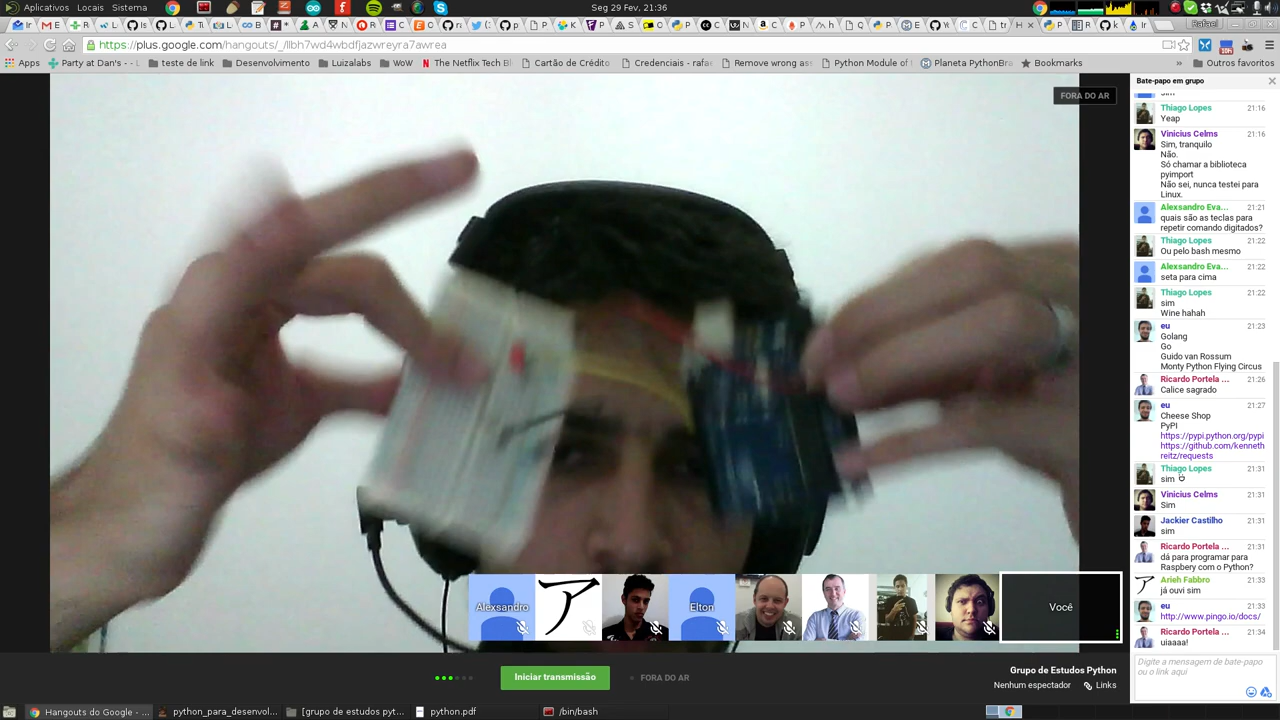 Aplicativos Locais Sistema
Seg 29 Fev, 21:36
Rafael
https://plus.google.com/hangouts/_/llbh7wd4wbdfjazwreyra7awrea
Apps
Party at Dan's - - L
teste de link
Desenvolvimento
Luizalabs
WoW
The Netflix Tech Bl
Cartão de Crédito
Credenciais - rafae
Remove wrong ass
Python Module of t
Planeta PythonBra
Bookmarks
»
Outros favoritos
FORA DO AR
Bate-papo em grupo
sim
Thiago Lopes 21:16
Yeap
Vinicius Celms 21:16
Sim, tranquilo
Não.
Só chamar a biblioteca
pyimport
Não sei, nunca testei para
Linux.
Alexsandro Eva... 21:21
quais são as teclas para
repetir comando digitados?
Thiago Lopes 21:22
Ou pelo bash mesmo
Alexsandro Eva... 21:22
seta para cima
Thiago Lopes 21:22
sim
Wine hahah
eu 21:23
Golang
Go
Guido van Rossum
Monty Python Flying Circus
Ricardo Portela ... 21:26
Calice sagrado
eu 21:27
Cheese Shop
PyPI
https://pypi.python.org/pypi
https://github.com/kenneth
reitz/requests
Thiago Lopes 21:31
sim
Vinicius Celms 21:31
Sim
Jackier Castilho 21:31
sim
Ricardo Portela ... 21:31
dá para programar para
Raspbery com o Python?
Arieh Fabbro 21:33
já ouvi sim
eu 21:33
http://www.pingo.io/docs/
Ricardo Portela ... 21:34
uiaaaa!
Digite a mensagem de bate-papo
ou o link aqui
Alexsandro
Elton
Você
Iniciar transmissão
FORA DO AR
Grupo de Estudos Python
Nenhum espectador
Links
Hangouts do Google - ...
python_para_desenvol...
[grupo de estudos pyt...
python.pdf
/bin/bash